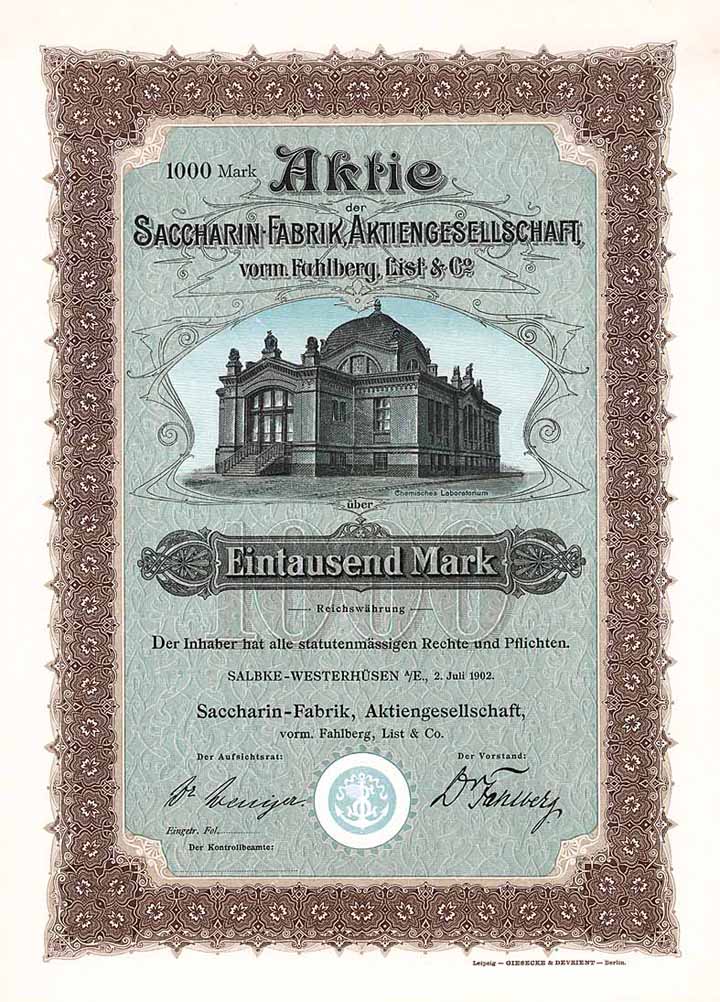 1000 Mark Aktie
der
SACCHARIN-FABRIK, AKTIENGESELLSCHAFT,
vorm. Fahlberg, List & Co
Chemisches Laboratorium
über
1000
Eintausend Mark
Reichswährung
Der Inhaber hat alle statutenmässigen Rechte und Pflichten.
SALBKE-WESTERHÜSEN A/E., 2. Juli 1902.
Saccharin-Fabrik, Aktiengesellschaft,
vorm. Fahlberg, List & Co.
Der Aufsichtsrat: Der Vorstand:
Dr Fahlberg
Eingetr. Fol.
Der Kontrollbeamte:
Leipzig — GIESECKE & DEVRIENT — Berlin.